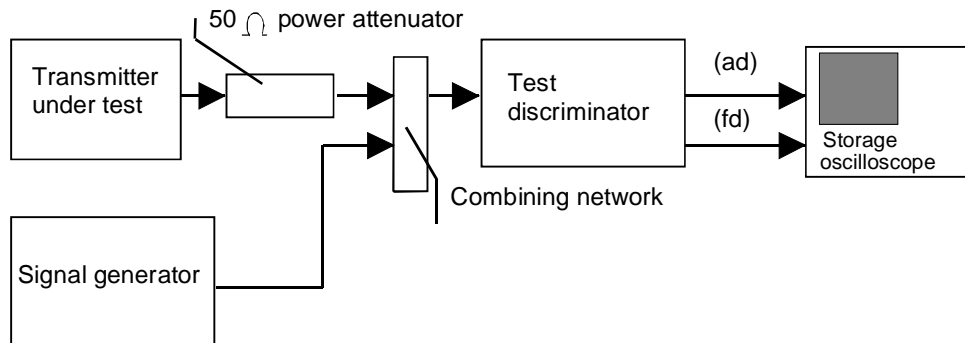 50 Ω power attenuator
Transmitter
under test
Test
discriminator
(ad)
(fd)
Storage
oscilloscope
Combining network
Signal generator